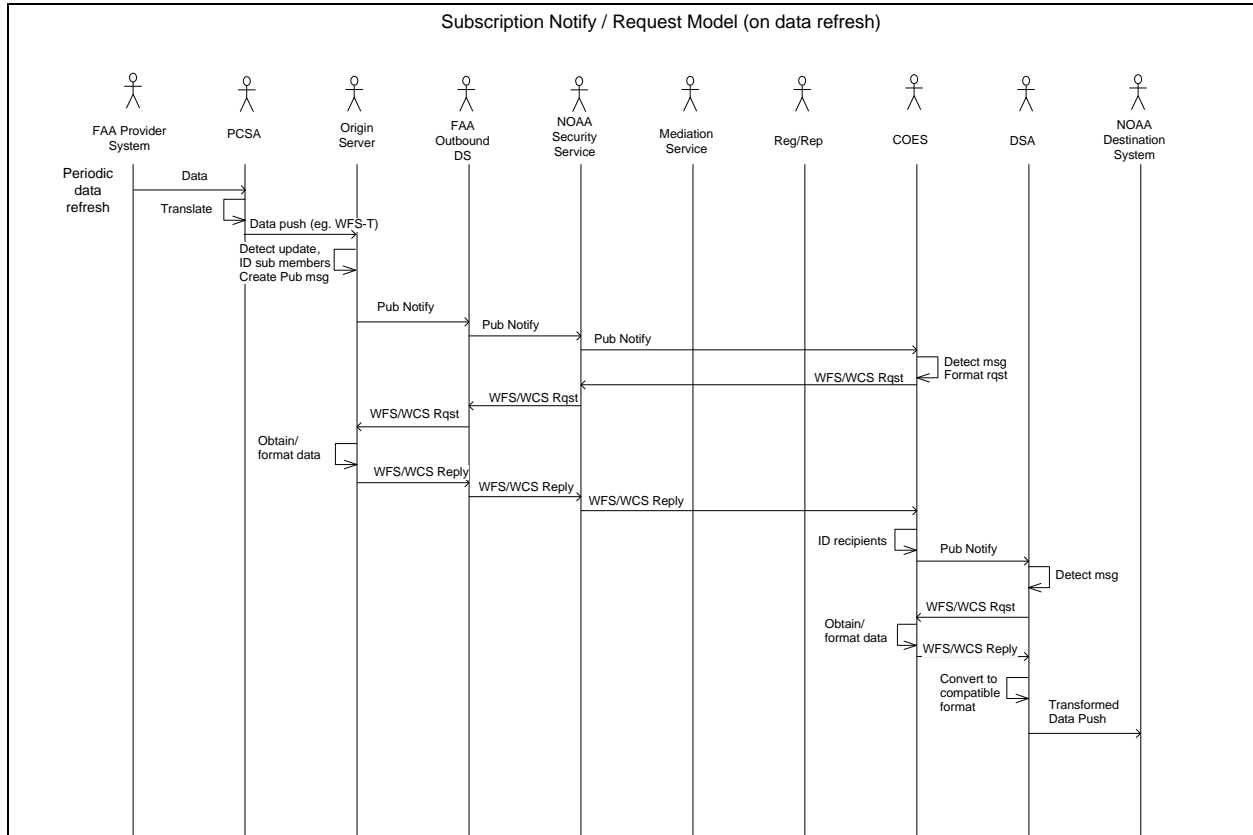 Subscription Notify / Request Model (on data refresh)
FAA Provider
System
PCSA
Origin
Server
FAA
Outbound
DS
NOAA
Security
Service
Mediation
Service
Reg/Rep
COES
DSA
NOAA
Destination
System
Periodic
data
refresh
Data
Translate
Data push (eg. WFS-T)
Detect update,
ID sub members
Create Pub msg
Pub Notify
Pub Notify
Pub Notify
Detect msg
Format rqst
WFS/WCS Rqst
WFS/WCS Rqst
WFS/WCS Rqst
Obtain/
format data
WFS/WCS Reply
WFS/WCS Reply
WFS/WCS Reply
ID recipients
Pub Notify
Detect msg
WFS/WCS Rqst
Obtain/
format data
WFS/WCS Reply
Convert to
compatible
format
Transformed
Data Push